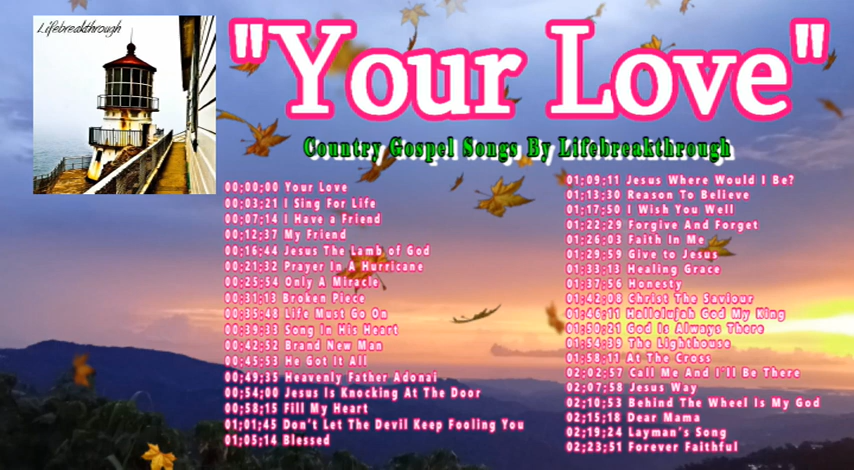 Lifebreakthrough
"Your Love"
Country Gospel Songs By Lifebreakthrough
00;00;00 Your Love
00;03;21 I Sing For Life
00;07;14 I Have a Friend
00;12;37 My Friend
00;16;44 Jesus The Lamb of God
00;21;32 Prayer In A Hurricane
00;25;54 Only A Miracle
00;31;13 Broken Piece
00;35;48 Life Must Go On
00;39;33 Song In His Heart
00;42;52 Brand New Man
00;45;53 He Got It All
00;49;35 Heavenly Father Adonai
00;54;00 Jesus Is Knocking At The Door
00;58;15 Fill My Heart
01;01;45 Don't Let The Devil Keep Fooling You
01;05;14 Blessed
01;09;11 Jesus Where Would I Be?
01;13;30 Reason To Believe
01;17;50 I Wish You Well
01;22;29 Forgive And Forget
01;26;03 Faith In Me
01;29;59 Give to Jesus
01;33;13 Healing Grace
01;37;56 Honesty
01;42;08 Christ The Saviour
01;46;11 Hallelujah God My King
01;50;21 God is Always There
01;54;39 The Lighthouse
01;58;11 At The Cross
02;02;57 Call Me And I'll Be There
02;07;58 Jesus Way
02;10;53 Behind The Wheel Is My God
02;15;18 Dear Mama
02;19;24 Layman's Song
02;23;51 Forever Faithful